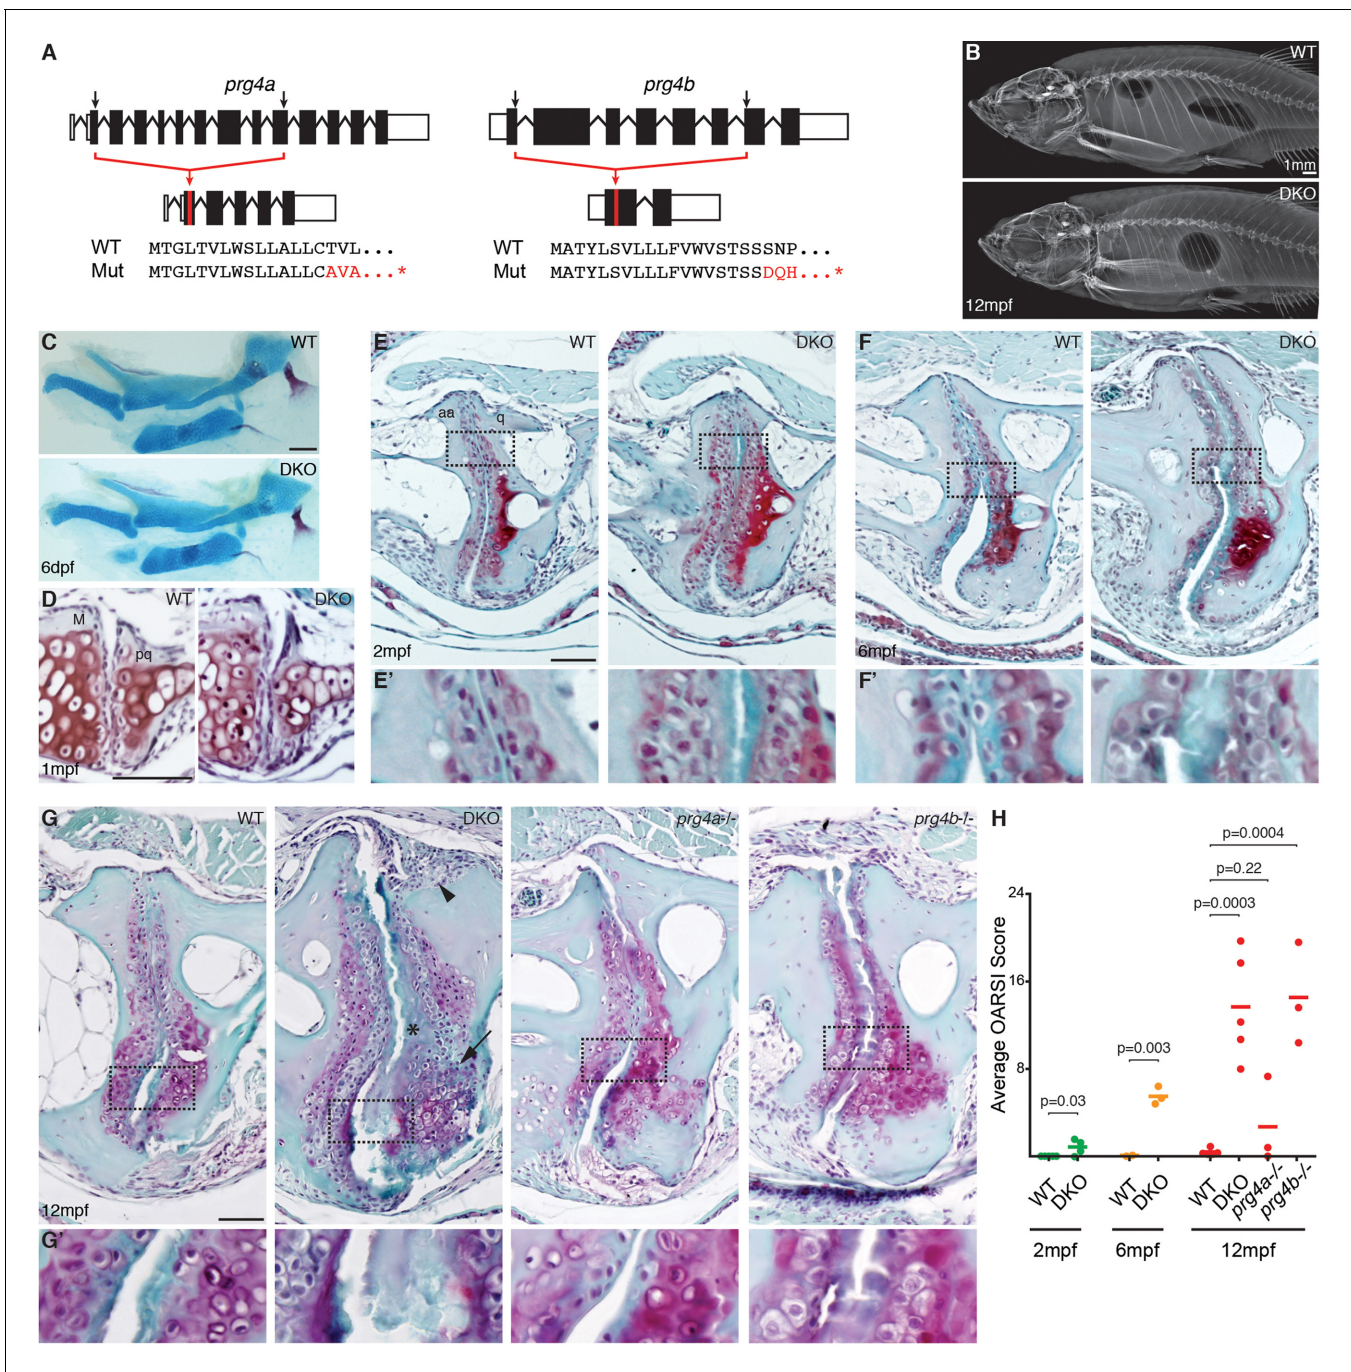 A
prg4a
prg4b
WT MTGLTVLWSLLALLCTVL...
Mut MTGLTVLWSLLALLCAVA...*
WT MATYLSVLLLFVWVSTSSSNP...
Mut MATYLSVLLLFVWVSTSSDQH...*
B
WT
1mm
DKO
12mpf
C
WT
DKO
6dpf
D
WT
DKO
M
pq
1mpf
E
WT
DKO
aa
q
2mpf
E'
F
WT
DKO
6mpf
F'
G
WT
DKO
prg4a-/-
prg4b-/-
*
12mpf
G'
H
p=0.0004
p=0.22
p=0.0003
p=0.003
p=0.03
24
16
8
Average OARSI Score
WT DKO WT DKO WT DKO prg4a-/- prg4b-/-
2mpf 6mpf 12mpf